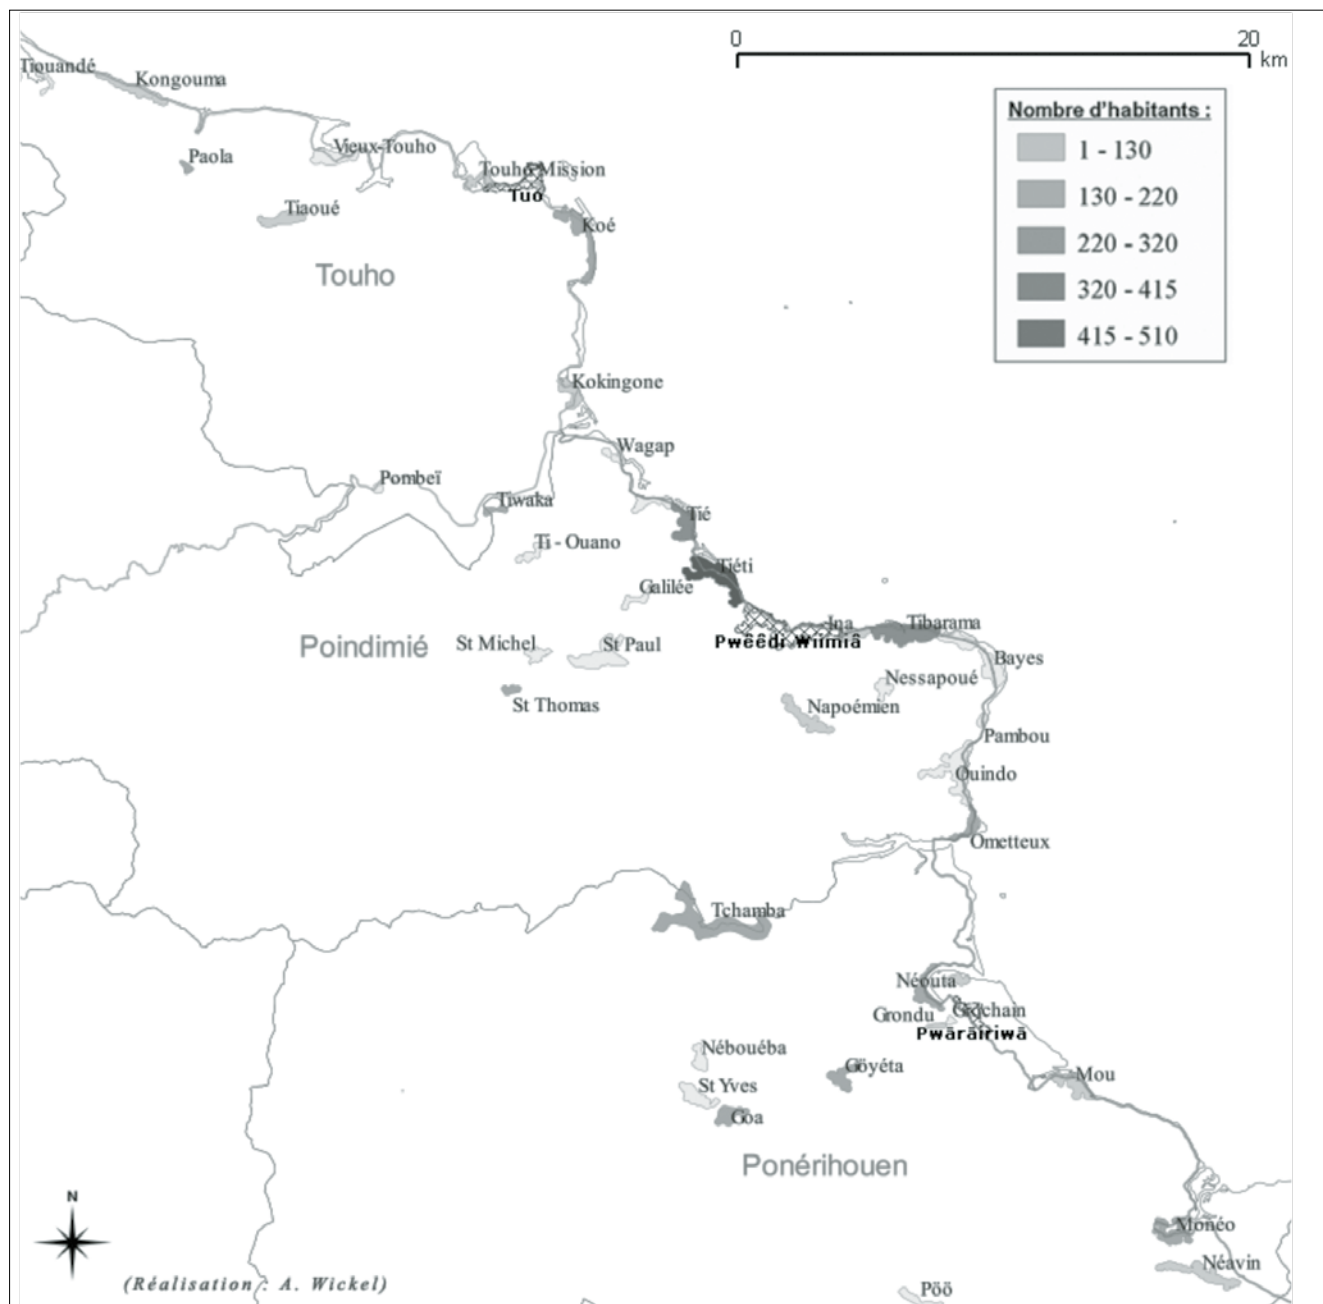 0 20
km
Tiouandé
Kongouma
Nombre d'habitants :
1 - 130
130 - 220
220 - 320
320 - 415
415 - 510
Paola
Vieux-Touho
Touho Mission
Tuo
Tiaoué
Koé
Touho
Kokingone
Wagap
Pombeï
Tiwaka
Tié
Ti - Ouano
Tiéti
Galilée
Ina
Tibarama
Pwêêdi Wiimîâ
Poindimié
St Michel
St Paul
Bayes
Nessapoué
St Thomas
Napoémien
Pambou
Ouindo
Ometteux
Tchamba
Néouta
Grondu
Grochain
Pwârâïriwâ
Nébouéba
Göyéta
Mou
St Yves
Goa
Ponérihouen
N
Monéo
Néavin
(Réalisation : A. Wickel)
Pöö